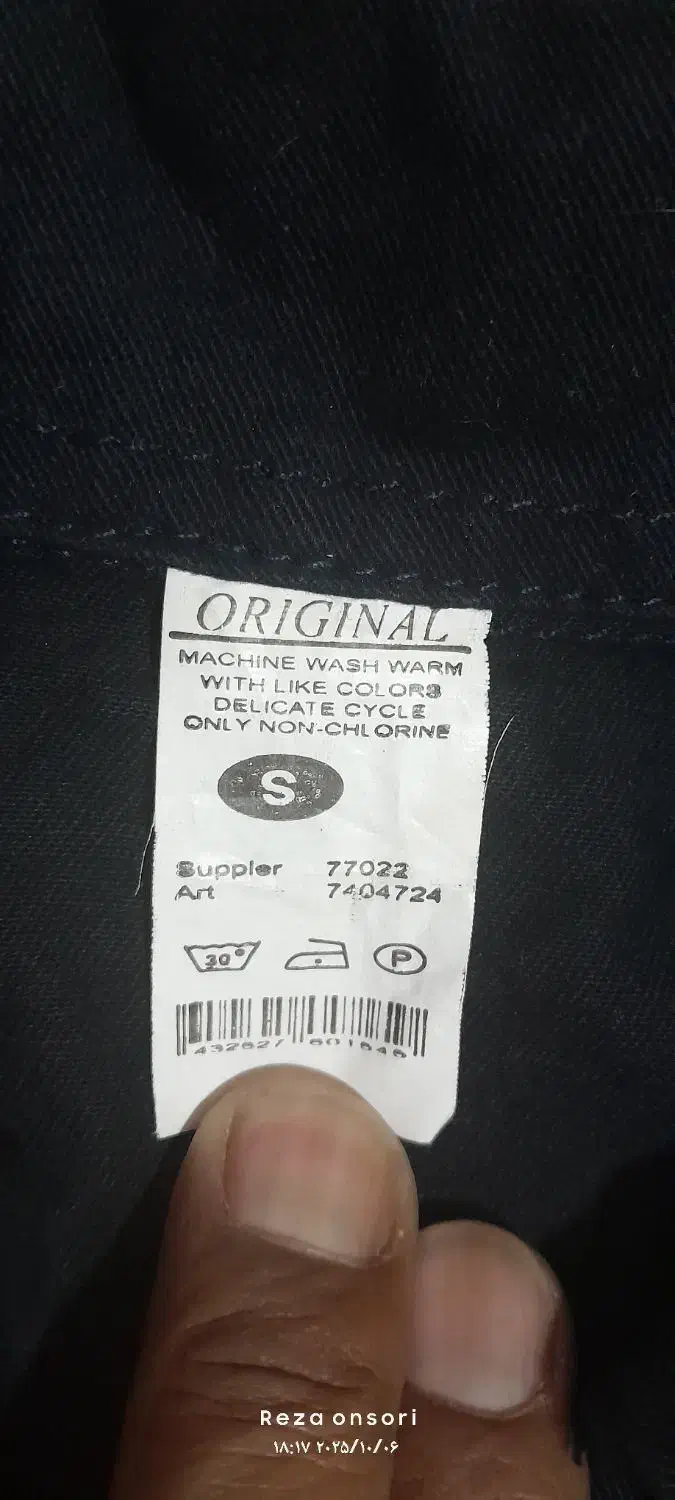 ORIGINAL
MACHINE WASH WARM
WITH LIKE COLORS
DELICATE CYCLE
ONLY NON-CHLORINE
S
Suppler 77022
Art 7404724
30° P
Reza onsori
۱۸:۱۷ ۲۰۲۵/۱۰/۰۶